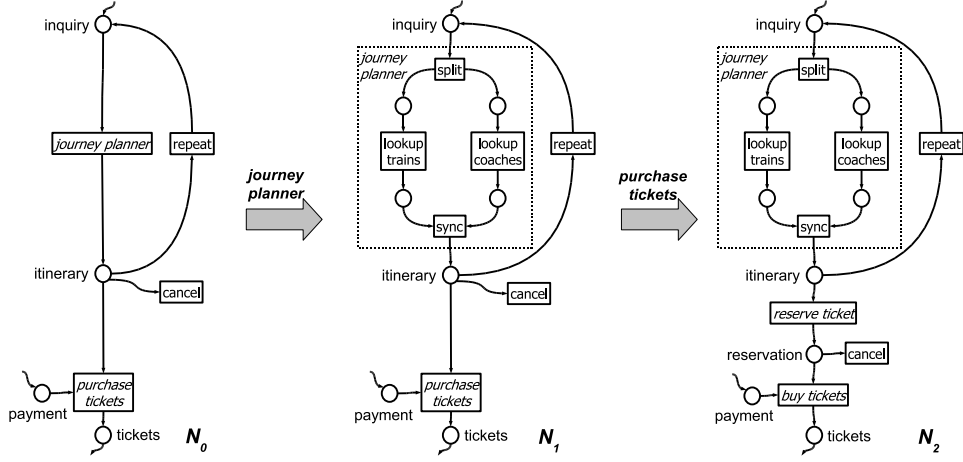 inquiry
journey planner
repeat
itinerary
cancel
purchase
tickets
payment
tickets
N0
journey
planner
inquiry
journey
planner
split
lookup
trains
lookup
coaches
repeat
sync
itinerary
cancel
purchase
tickets
payment
tickets
N1
purchase
tickets
inquiry
journey
planner
split
lookup
trains
lookup
coaches
repeat
sync
itinerary
reserve ticket
reservation
cancel
buy tickets
payment
tickets
N2